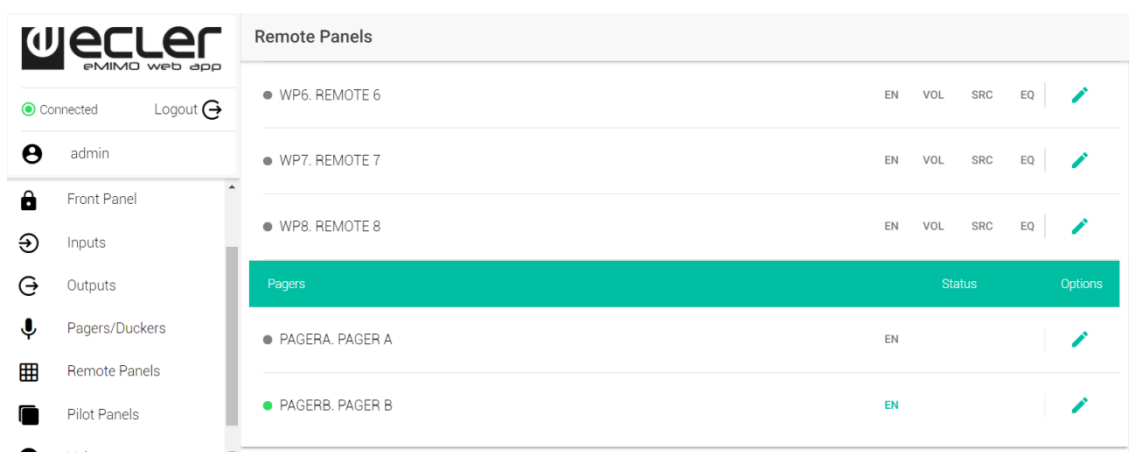 ecler
eMIMO web app
Connected Logout
admin
Front Panel
Inputs
Outputs
Pagers/Duckers
Remote Panels
Pilot Panels
Remote Panels
WP6. REMOTE 6 EN VOL SRC EQ
WP7. REMOTE 7 EN VOL SRC EQ
WP8. REMOTE 8 EN VOL SRC EQ
Pagers Status Options
PAGERA. PAGER A EN
PAGERB. PAGER B EN